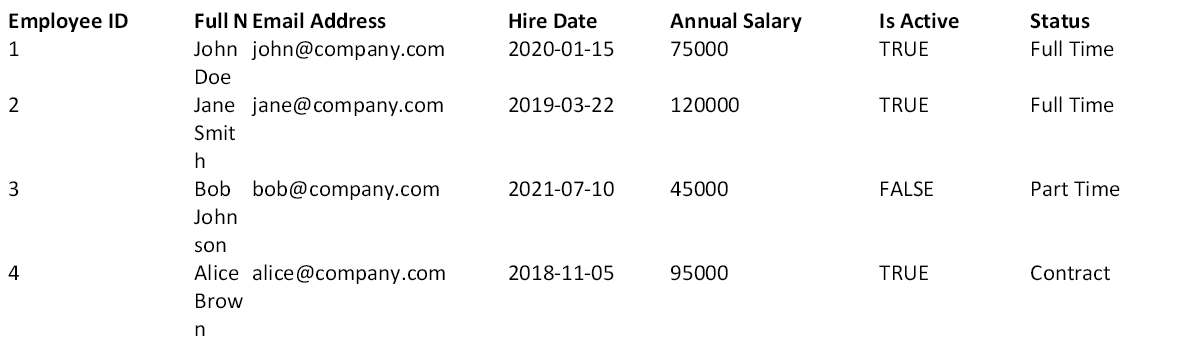 Employee ID Full N Email Address Hire Date Annual Salary Is Active Status
1 John john@company.com 2020-01-15 75000 TRUE Full Time
Doe
2 Jane jane@company.com 2019-03-22 120000 TRUE Full Time
Smit
h
3 Bob bob@company.com 2021-07-10 45000 FALSE Part Time
John
son
4 Alice alice@company.com 2018-11-05 95000 TRUE Contract
Brow
n